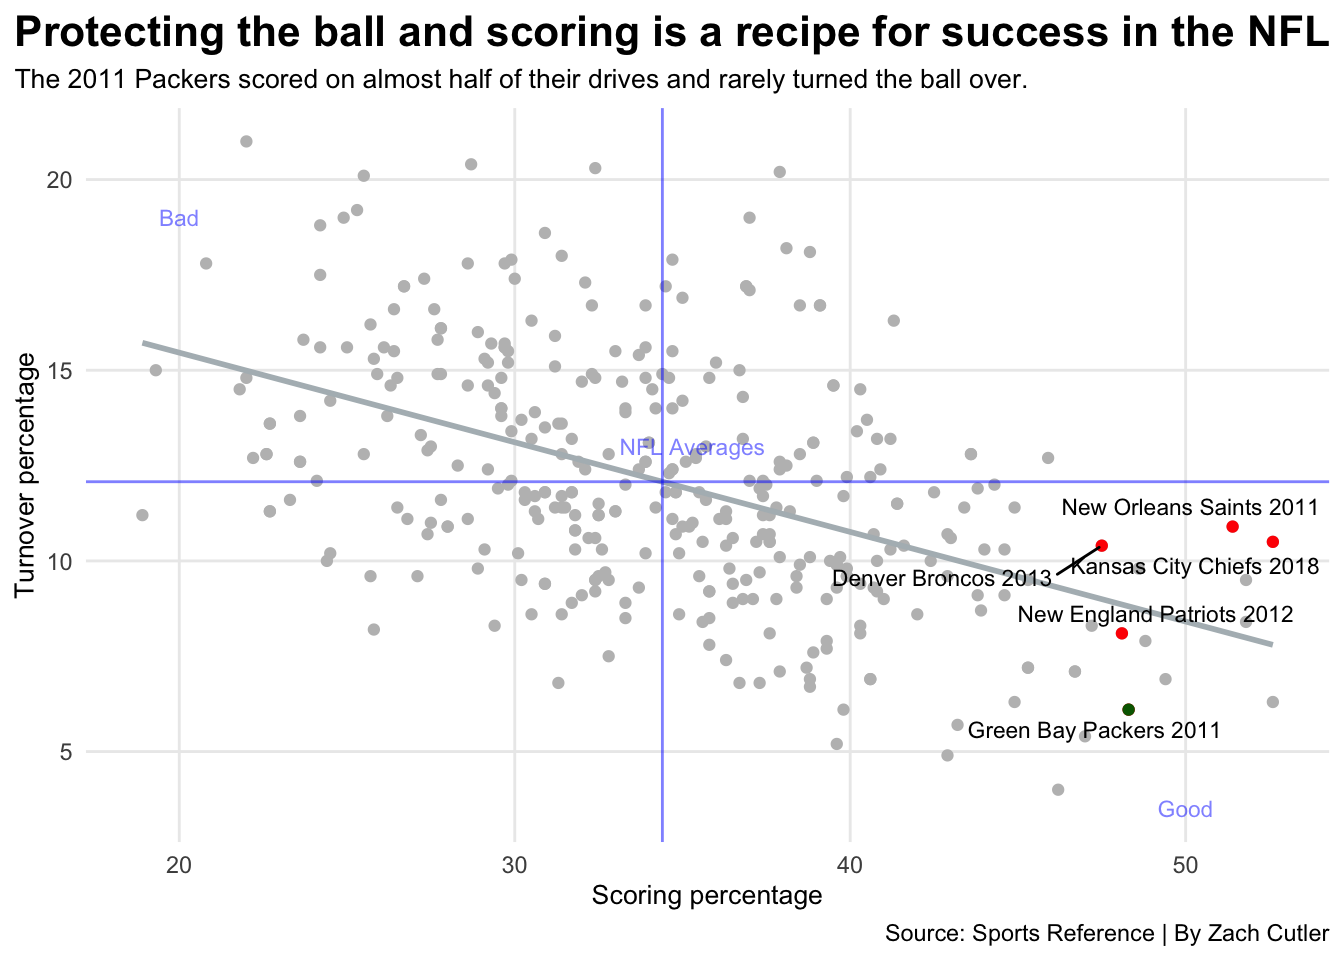 Protecting the ball and scoring is a recipe for success in the NFL
The 2011 Packers scored on almost half of their drives and rarely turned the ball over.
20
15
10
5
Turnover percentage
Bad
NFL Averages
New Orleans Saints 2011
Kansas City Chiefs 2018
Denver Broncos 2013
New England Patriots 2012
Green Bay Packers 2011
Good
20
30
40
50
Scoring percentage
Source: Sports Reference | By Zach Cutler